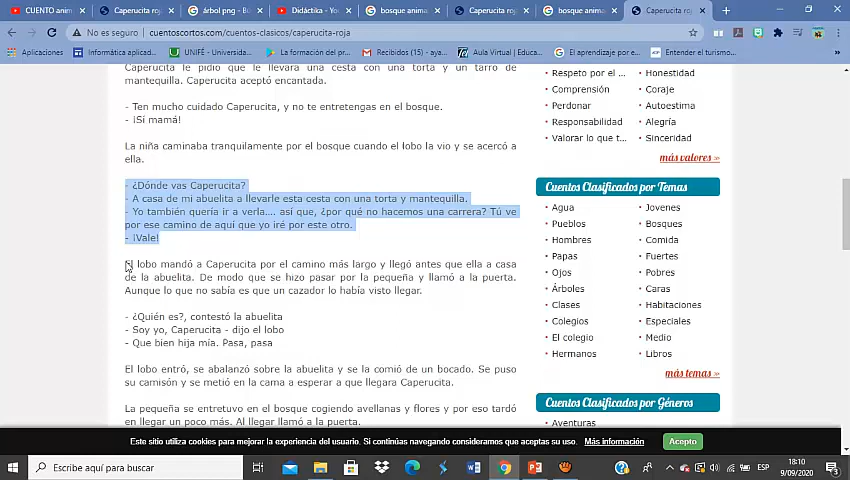 CUENTO anim
Caperucita roj
árbol png - Bú
Didáktika - Yo
bosque anima
Caperucita roj
bosque anima
Caperucita roj
No es seguro | cuentoscortos.com/cuentos-clasicos/caperucita-roja
Aplicaciones
Informática aplicad...
UNIFÉ - Universida...
La formación del pr...
Recibidos (15) - aya...
Aula Virtual | Educa...
El aprendizaje por e...
Entender el turismo...
Caperucita le pidió que le llevara una cesta con una torta y un tarro de
mantequilla. Caperucita aceptó encantada.
- Ten mucho cuidado Caperucita, y no te entretengas en el bosque.
- ¡Sí mamá!
La niña caminaba tranquilamente por el bosque cuando el lobo la vio y se acercó a
ella.
- ¿Dónde vas Caperucita?
- A casa de mi abuelita a llevarle esta cesta con una torta y mantequilla.
- Yo también quería ir a verla.... así que, ¿por qué no hacemos una carrera? Tú ve
por ese camino de aquí que yo iré por este otro.
- ¡Vale!
El lobo mandó a Caperucita por el camino más largo y llegó antes que ella a casa
de la abuelita. De modo que se hizo pasar por la pequeña y llamó a la puerta.
Aunque lo que no sabía es que un cazador lo había visto llegar.
- ¿Quién es?, contestó la abuelita
- Soy yo, Caperucita - dijo el lobo
- Que bien hija mía. Pasa, pasa
El lobo entró, se abalanzó sobre la abuelita y se la comió de un bocado. Se puso
su camisón y se metió en la cama a esperar a que llegara Caperucita.
La pequeña se entretuvo en el bosque cogiendo avellanas y flores y por eso tardó
en llegar un poco más. Al llegar llamó a la puerta.
Respeto por el ...
Honestidad
Comprensión
Coraje
Perdonar
Autoestima
Responsabilidad
Alegría
Valorar lo que t...
Sinceridad
más valores »
Cuentos Clasificados por Temas
Agua
Jovenes
Pueblos
Bosques
Hombres
Comida
Papas
Fuertes
Ojos
Pobres
Árboles
Caras
Clases
Habitaciones
Colegios
Especiales
El colegio
Medio
Hermanos
Libros
más temas »
Cuentos Clasificados por Géneros
Aventuras
Este sitio utiliza cookies para mejorar la experiencia del usuario. Si continúas navegando consideramos que aceptas su uso. Más información
Acepto
Escribe aquí para buscar
ESP
18:10
9/09/2020
3